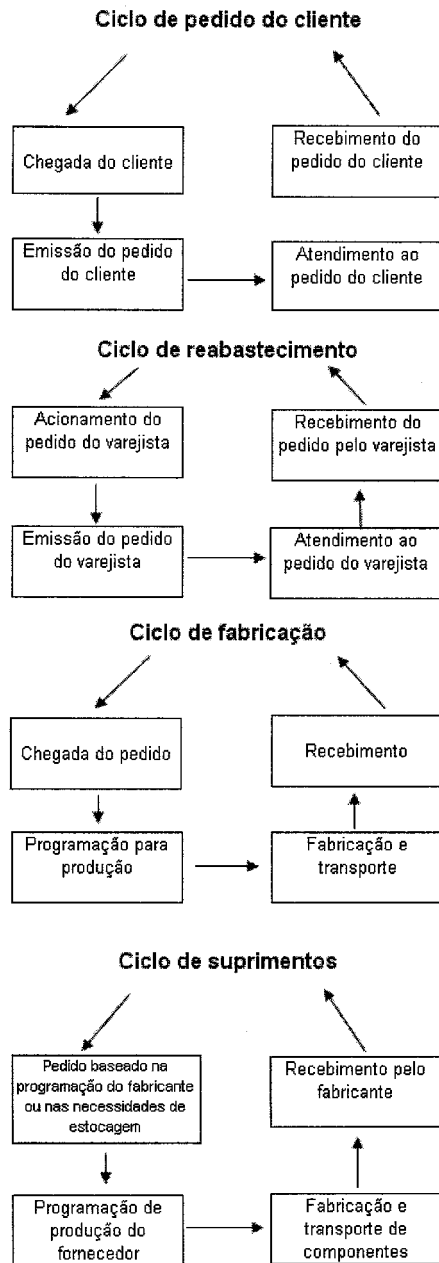 Ciclo de pedido do cliente
Chegada do cliente
Recebimento do
pedido do cliente
Emissão do pedido
do cliente
Atendimento ao
pedido do cliente
Ciclo de reabastecimento
Acionamento do
pedido do varejista
Recebimento do
pedido pelo varejista
Emissão do pedido
do varejista
Atendimento ao
pedido do varejista
Ciclo de fabricação
Chegada do pedido
Recebimento
Programação para
produção
Fabricação e
transporte
Ciclo de suprimentos
Pedido baseado na
programação do fabricante
ou nas necessidades de
estocagem
Recebimento pelo
fabricante
Programação de
produção do
fornecedor
Fabricação e
transporte de
componentes